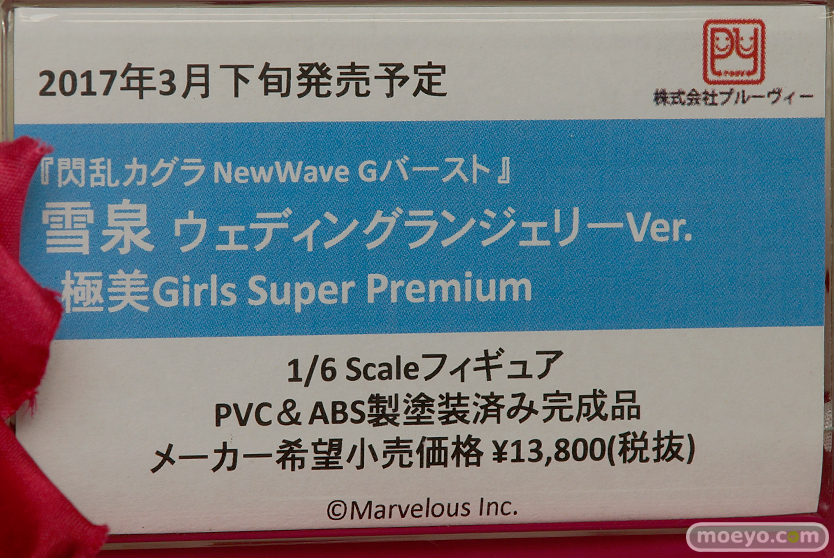 2017年3月下旬発売予定
PY
株式会社プルーヴィー
『閃乱カグラ NewWave Gバースト』
雪泉 ウェディングランジェリーVer.
極美Girls Super Premium
1/6 Scaleフィギュア
PVC＆ABS製塗装済み完成品
メーカー希望小売価格 ¥13,800(税抜)
©Marvelous Inc.
moeyo.com